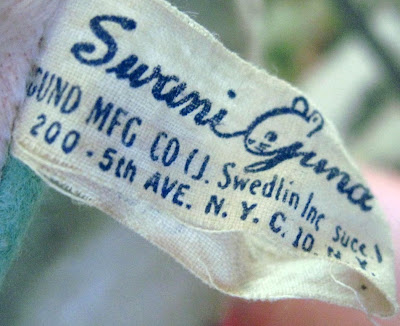 Swani Gund
GUND MFG CO (J. Swedlin Inc Succ.)
200 - 5th AVE. N. Y. C. 10. N. Y.